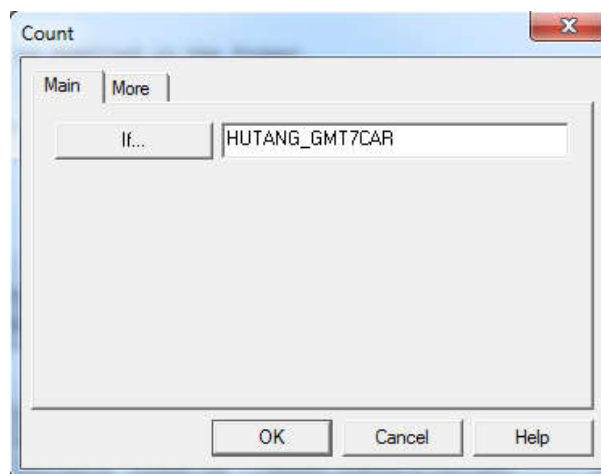 Count
Main
More
If...
HUTANG_GMT7CAR
OK
Cancel
Help